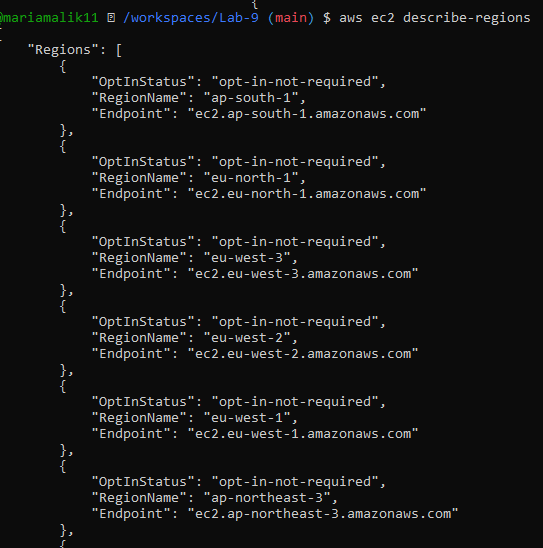 {
@mariamalik11 /workspaces/Lab-9 (main) $ aws ec2 describe-regions
{
"Regions": [
{
"OptInStatus": "opt-in-not-required",
"RegionName": "ap-south-1",
"Endpoint": "ec2.ap-south-1.amazonaws.com"
},
{
"OptInStatus": "opt-in-not-required",
"RegionName": "eu-north-1",
"Endpoint": "ec2.eu-north-1.amazonaws.com"
},
{
"OptInStatus": "opt-in-not-required",
"RegionName": "eu-west-3",
"Endpoint": "ec2.eu-west-3.amazonaws.com"
},
{
"OptInStatus": "opt-in-not-required",
"RegionName": "eu-west-2",
"Endpoint": "ec2.eu-west-2.amazonaws.com"
},
{
"OptInStatus": "opt-in-not-required",
"RegionName": "eu-west-1",
"Endpoint": "ec2.eu-west-1.amazonaws.com"
},
{
"OptInStatus": "opt-in-not-required",
"RegionName": "ap-northeast-3",
"Endpoint": "ec2.ap-northeast-3.amazonaws.com"
},
{